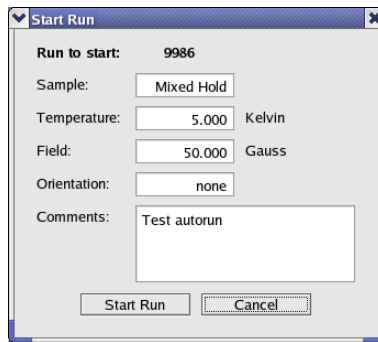 Start Run
Run to start: 9986
Sample: Mixed Hold
Temperature: 5.000 Kelvin
Field: 50.000 Gauss
Orientation: none
Comments: Test autorun
Start Run Cancel